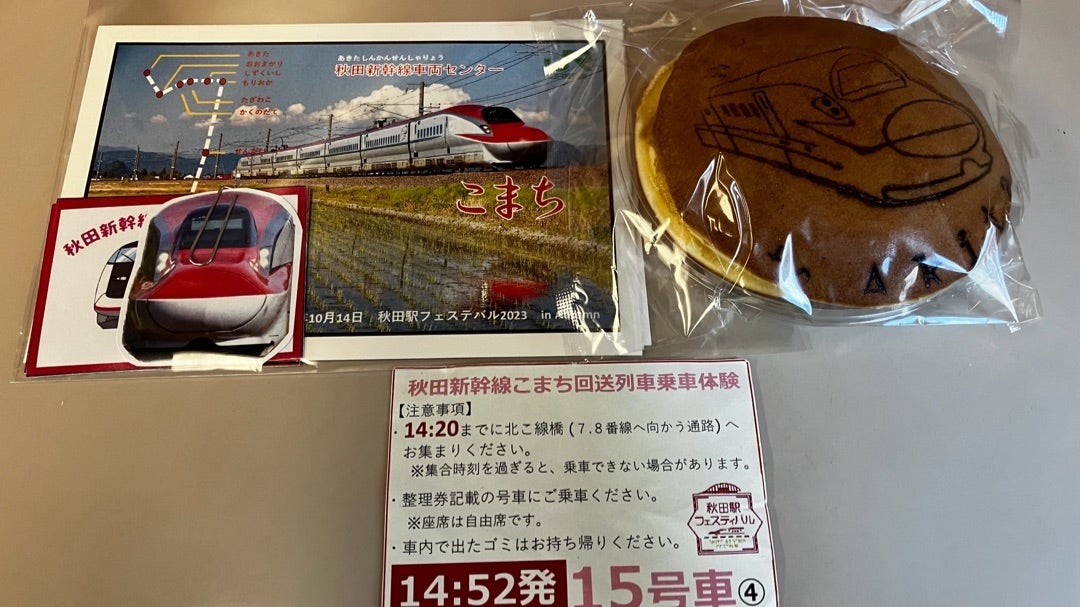 あきた
おおまがり
しずくいし
もりおか
たざわこ
かくのだて
あきたしんかんせんしゃりょう
秋田新幹線車両センター
こまち
秋田新幹線
10月14日 秋田駅フェステバル2023 in Autumn
秋田新幹線こまち回送列車乗車体験
【注意事項】
・14:20までに北こ線橋(7.8番線へ向かう通路)へ
お集まりください。
※集合時刻を過ぎると、乗車できない場合があります。
・整理券記載の号車にご乗車ください。
※座席は自由席です。
・車内で出たゴミはお持ち帰りください。
秋田駅
フェスティバル
14:52発 15号車④